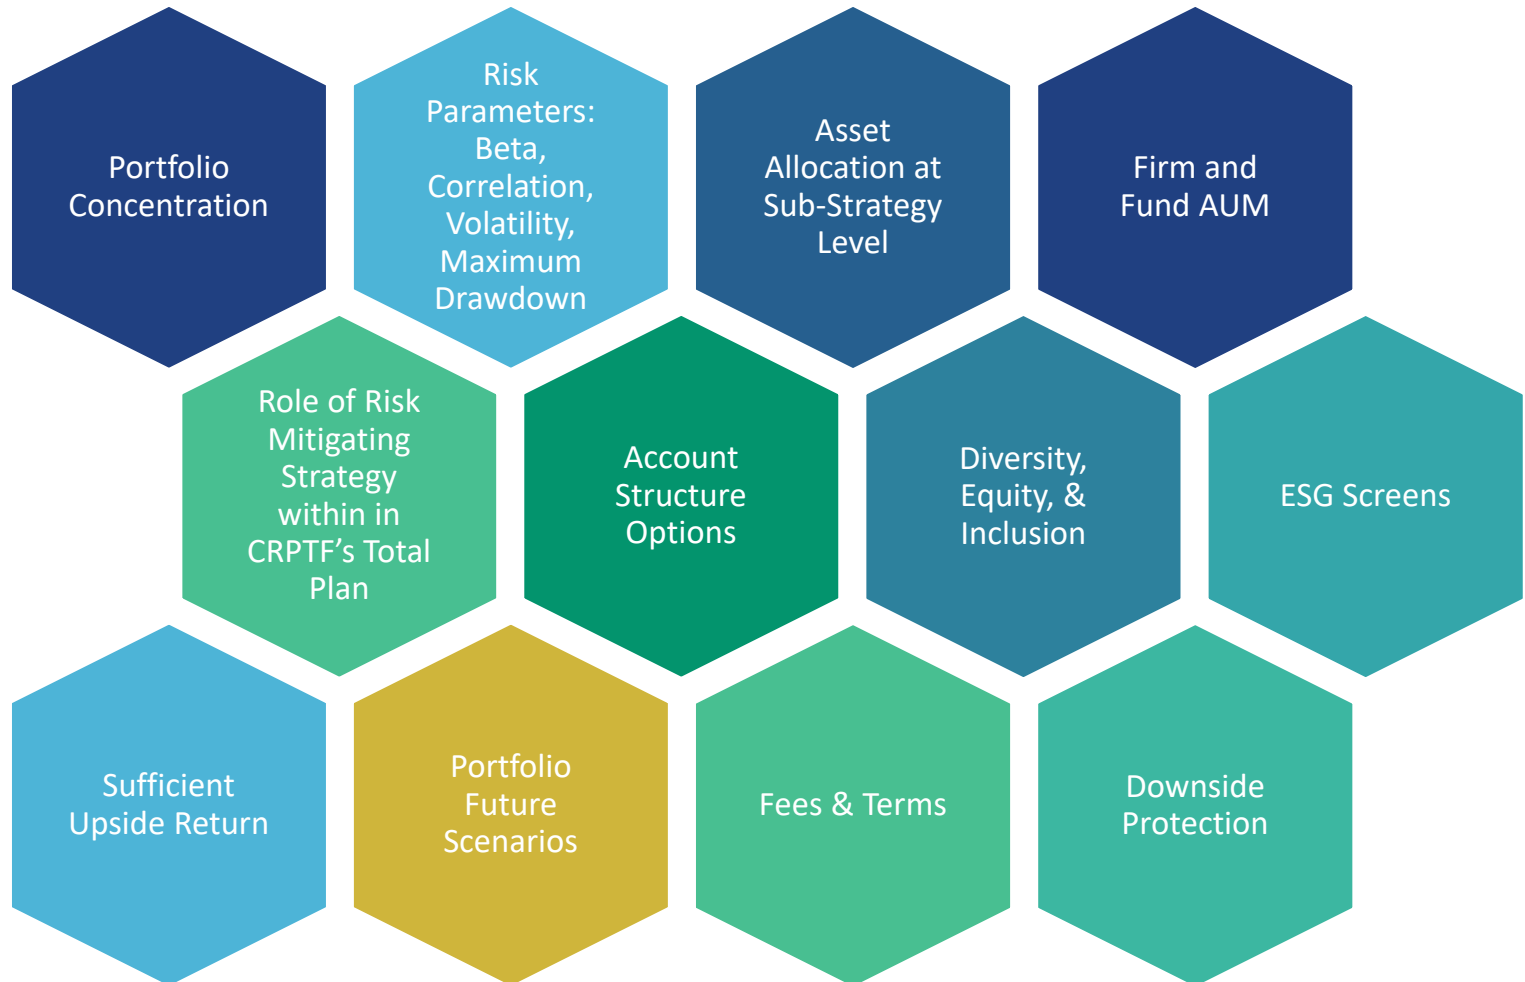 Portfolio
Concentration
Risk
Parameters:
Beta,
Correlation,
Volatility,
Maximum
Drawdown
Asset
Allocation at
Sub-Strategy
Level
Firm and
Fund AUM
Role of Risk
Mitigating
Strategy
within in
CRPTF’s Total
Plan
Account
Structure
Options
Diversity,
Equity, &
Inclusion
ESG Screens
Sufficient
Upside Return
Portfolio
Future
Scenarios
Fees & Terms
Downside
Protection